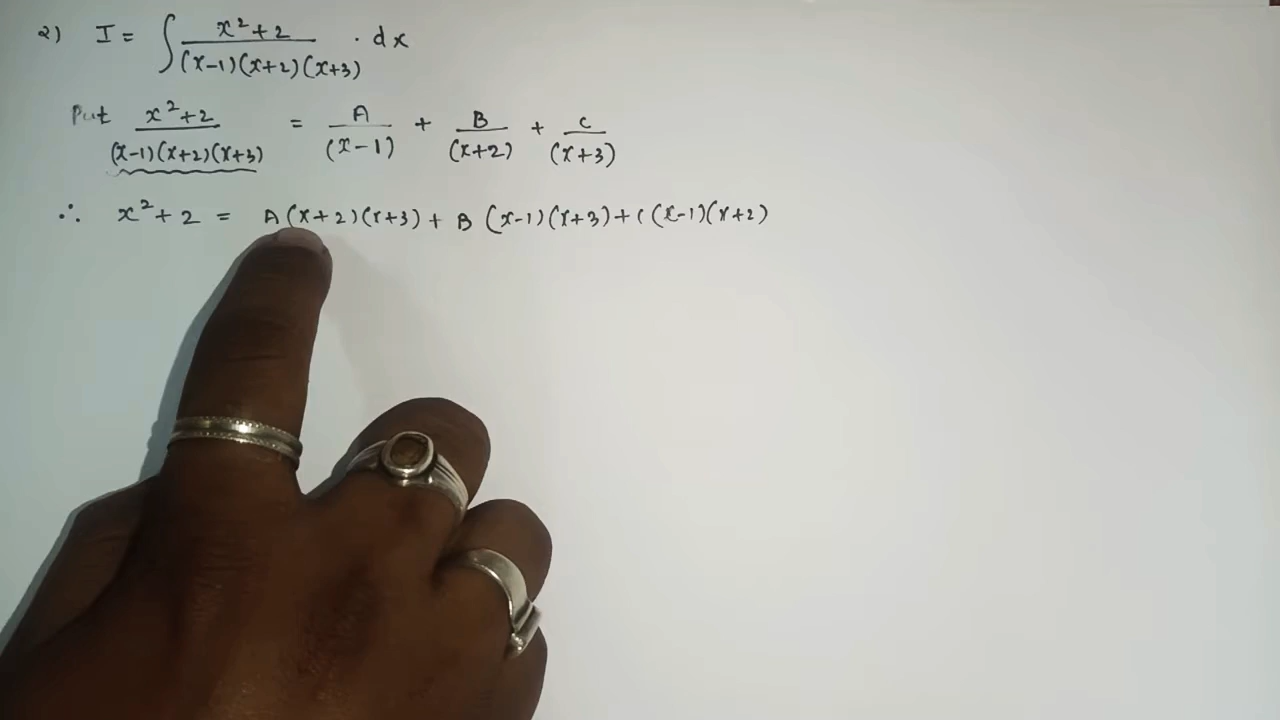 2) I = ∫ x²+2 / (x-1)(x+2)(x+3) · dx
Put x²+2 / (x-1)(x+2)(x+3) = A / (x-1) + B / (x+2) + C / (x+3)
∴ x²+2 = A(x+2)(x+3) + B(x-1)(x+3) + C(x-1)(x+2)